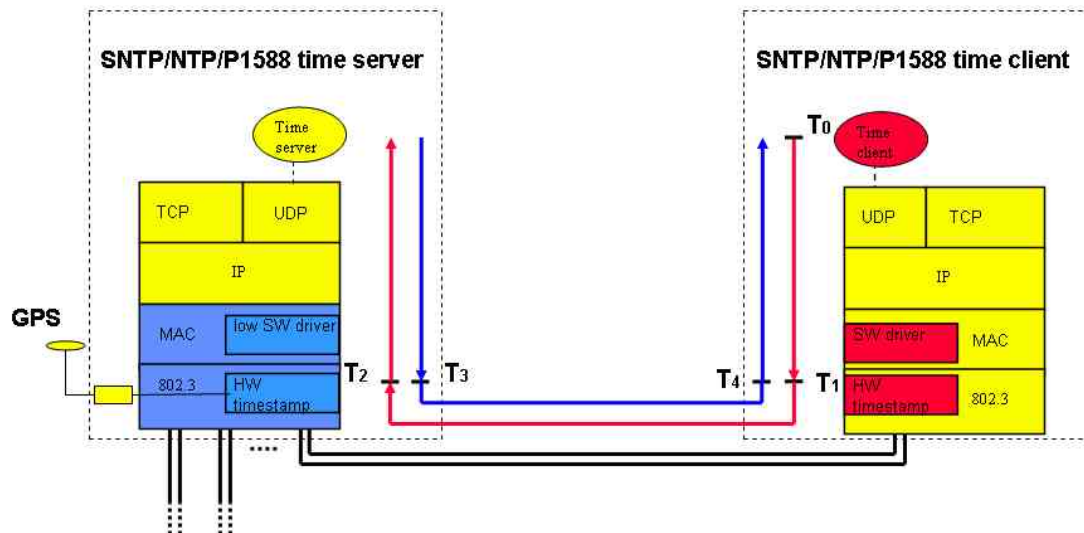 SNTP/NTP/P1588 time server
SNTP/NTP/P1588 time client
Time
server
T0
Time
client
TCP
UDP
UDP
TCP
IP
IP
GPS
MAC
low SW driver
SW driver
MAC
802.3
HW
timestamp
T2
T3
T4
T1
HW
timestamp
802.3